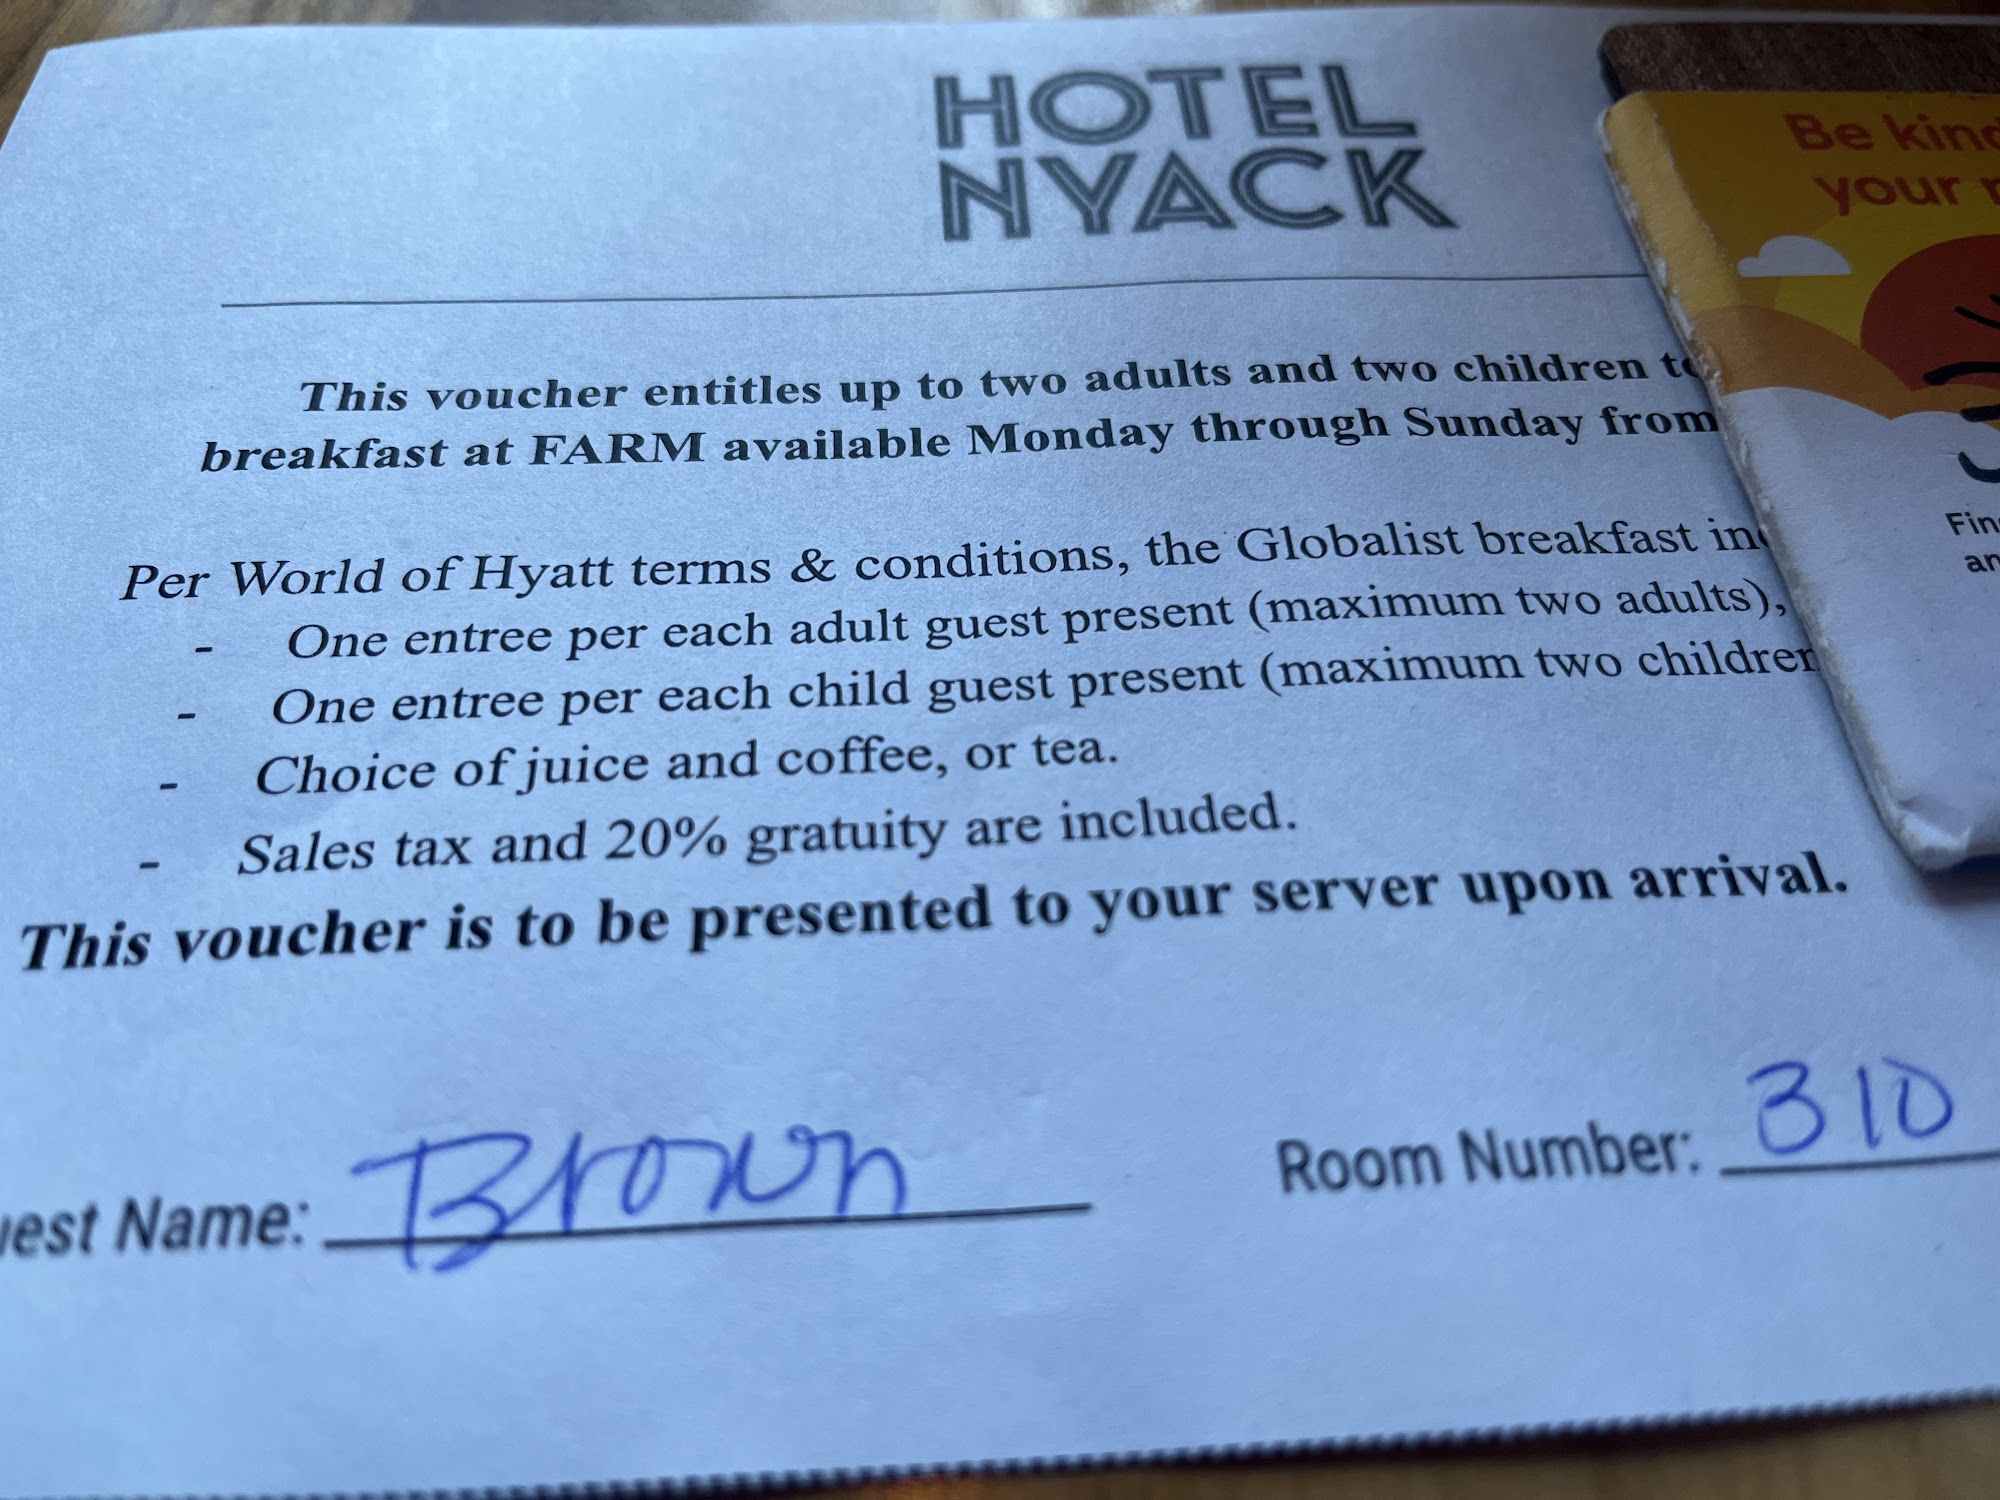 HOTEL
NYACK
Be kind
your
This voucher entitles up to two adults and two children
breakfast at FARM available Monday through Sunday from
Per World of Hyatt terms & conditions, the Globalist breakfast
- One entree per each adult guest present (maximum two adults),
- One entree per each child guest present (maximum two children
- Choice of juice and coffee, or tea.
- Sales tax and 20% gratuity are included.
This voucher is to be presented to your server upon arrival.
Name: Brown
Room Number: 310